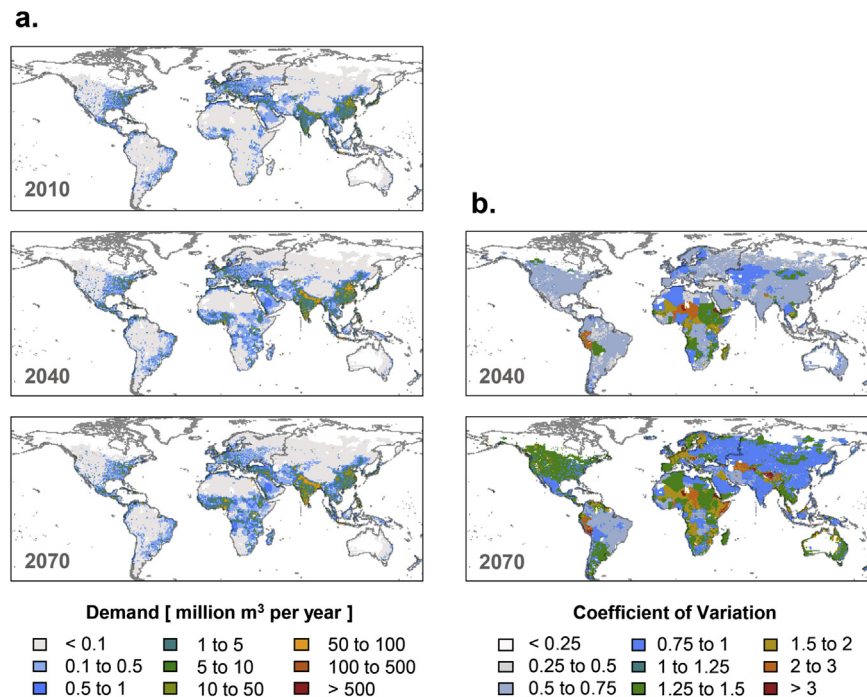 a.
2010
2040
2070
Demand [ million m³ per year ]
< 0.1
0.1 to 0.5
0.5 to 1
1 to 5
5 to 10
10 to 50
50 to 100
100 to 500
> 500
b.
2040
2070
Coefficient of Variation
< 0.25
0.25 to 0.5
0.5 to 0.75
0.75 to 1
1 to 1.25
1.25 to 1.5
1.5 to 2
2 to 3
> 3